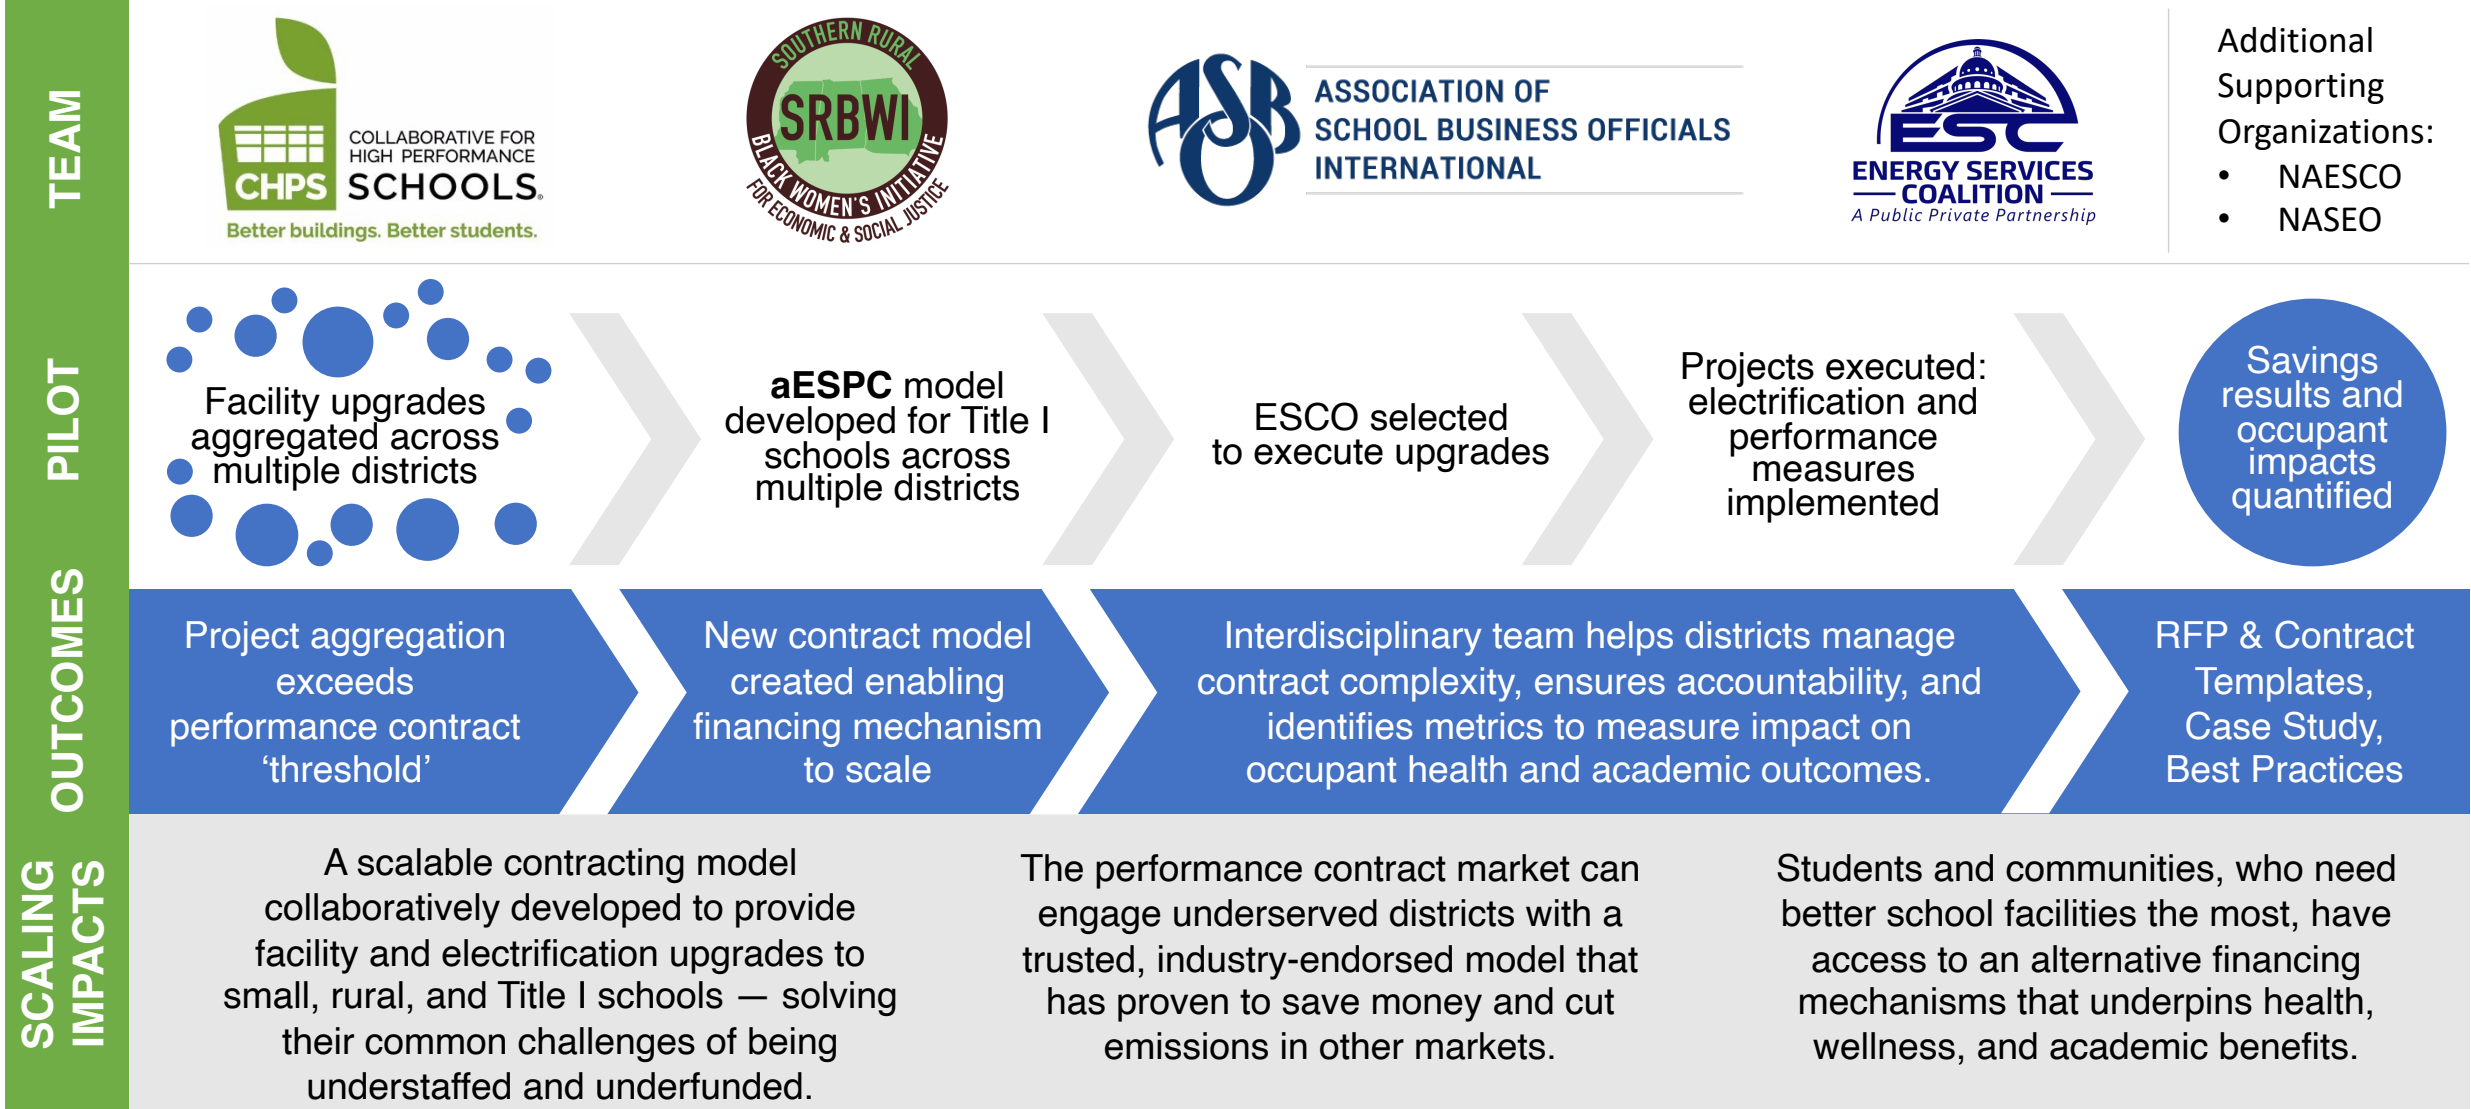 TEAM
CHPS
COLLABORATIVE FOR
HIGH PERFORMANCE
SCHOOLS®
Better buildings. Better students.
SOUTHERN RURAL
SRBWI
BLACK WOMEN'S INITIATIVE
FOR ECONOMIC & SOCIAL JUSTICE
ASBO
ASSOCIATION OF
SCHOOL BUSINESS OFFICIALS
INTERNATIONAL
ESC
ENERGY SERVICES
COALITION
A Public Private Partnership
Additional
Supporting
Organizations:
• NAESCO
• NASEO
PILOT
Facility upgrades
aggregated across
multiple districts
aESPC model
developed for Title I
schools across
multiple districts
ESCO selected
to execute upgrades
Projects executed:
electrification and
performance
measures
implemented
Savings
results and
occupant
impacts
quantified
OUTCOMES
Project aggregation
exceeds
performance contract
‘threshold’
New contract model
created enabling
financing mechanism
to scale
Interdisciplinary team helps districts manage
contract complexity, ensures accountability, and
identifies metrics to measure impact on
occupant health and academic outcomes.
RFP & Contract
Templates,
Case Study,
Best Practices
SCALING
IMPACTS
A scalable contracting model
collaboratively developed to provide
facility and electrification upgrades to
small, rural, and Title I schools — solving
their common challenges of being
understaffed and underfunded.
The performance contract market can
engage underserved districts with a
trusted, industry-endorsed model that
has proven to save money and cut
emissions in other markets.
Students and communities, who need
better school facilities the most, have
access to an alternative financing
mechanisms that underpins health,
wellness, and academic benefits.